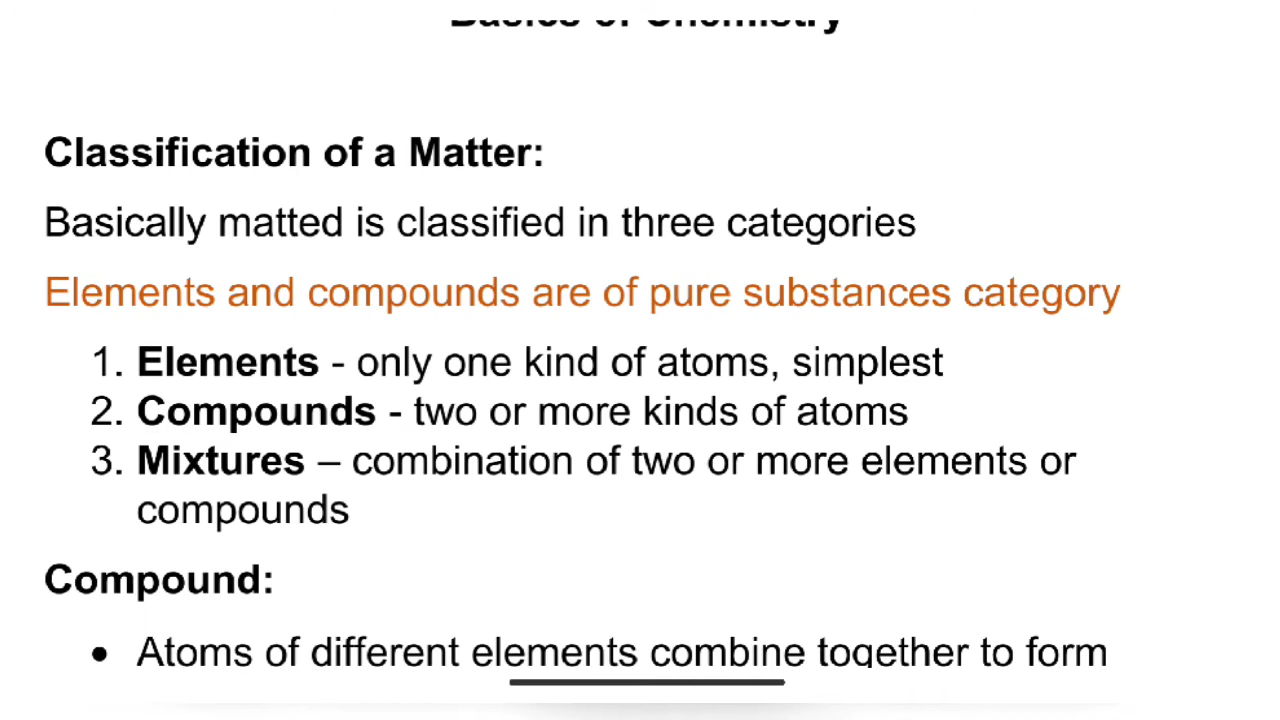 Basics of Chemistry
Classification of a Matter:
Basically matted is classified in three categories
Elements and compounds are of pure substances category
1. Elements - only one kind of atoms, simplest
2. Compounds - two or more kinds of atoms
3. Mixtures – combination of two or more elements or
compounds
Compound:
• Atoms of different elements combine together to form